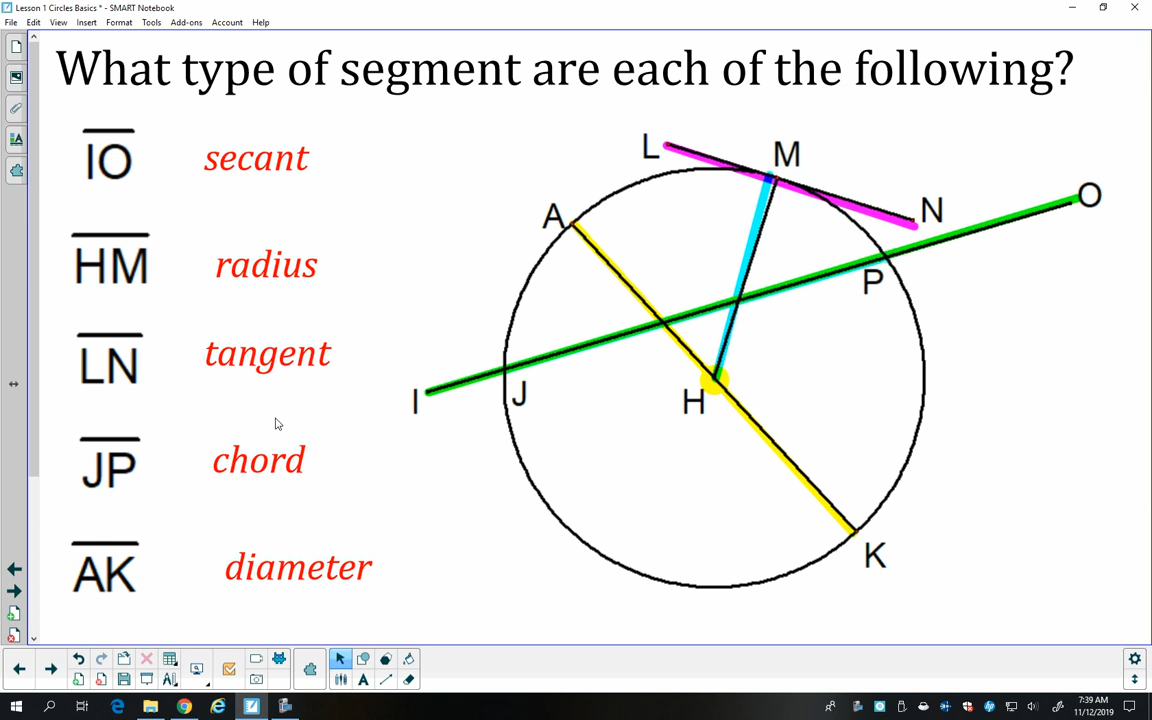 Lesson 1 Circles Basics * - SMART Notebook
File Edit View Insert Format Tools Add-ons Account Help
What type of segment are each of the following?
IO secant
HM radius
LN tangent
JP chord
AK diameter
L
M
N
O
A
P
I
J
H
K
7:39 AM
11/12/2019